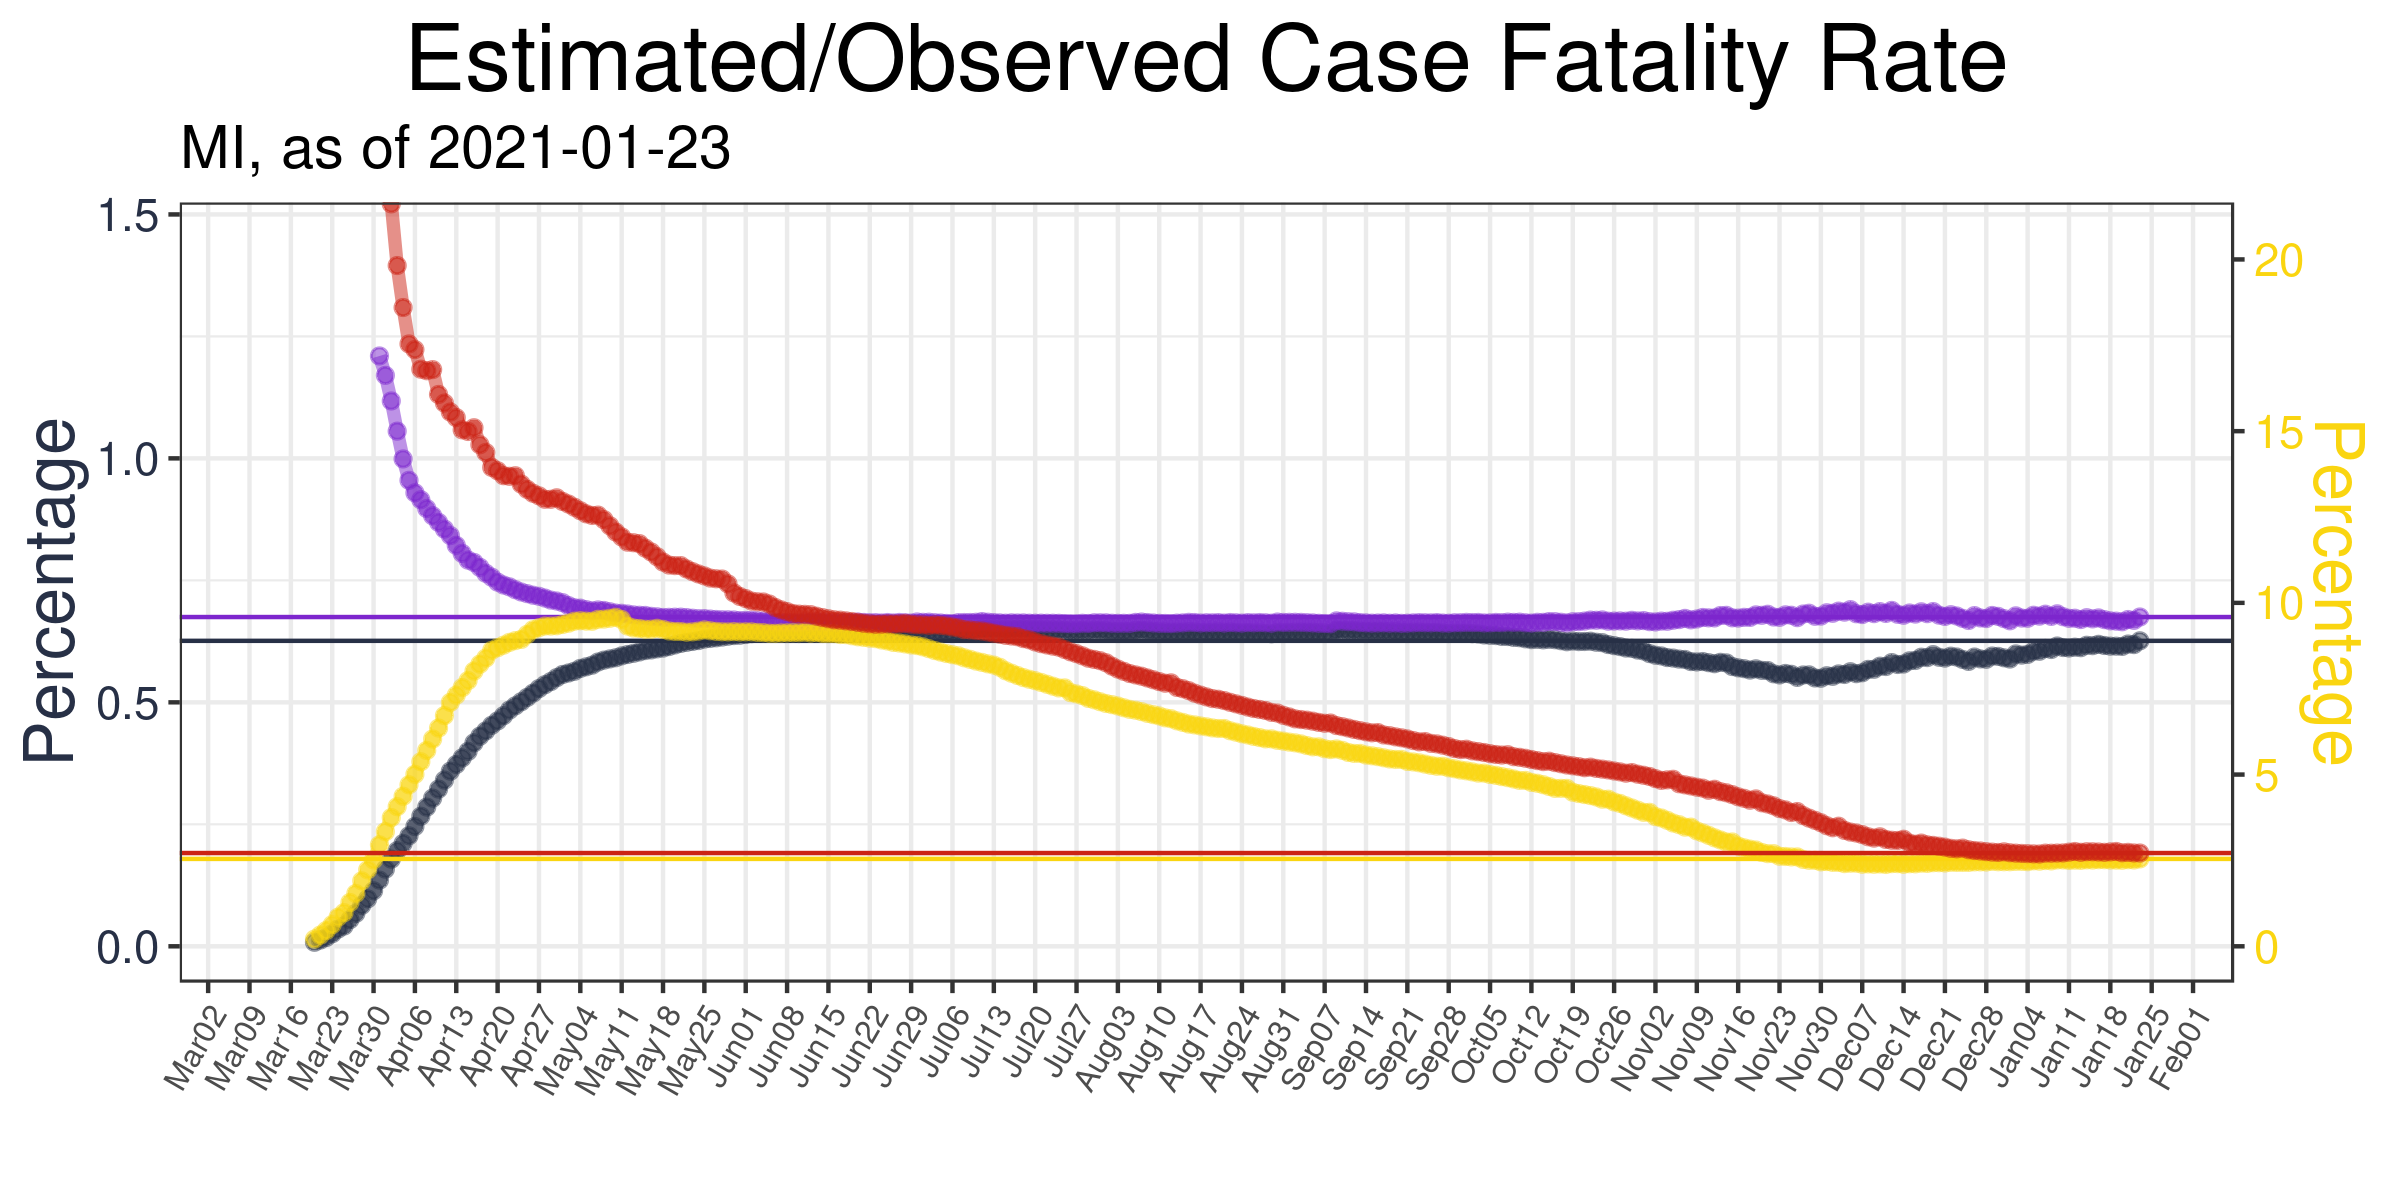 Estimated/Observed Case Fatality Rate
MI, as of 2021-01-23
Percentage
1.5
1.0
0.5
0.0
20
15
10
5
0
Percentage
Mar02
Mar09
Mar16
Mar23
Mar30
Apr06
Apr13
Apr20
Apr27
May04
May11
May18
May25
Jun01
Jun08
Jun15
Jun22
Jun29
Jul06
Jul13
Jul20
Jul27
Aug03
Aug10
Aug17
Aug24
Aug31
Sep07
Sep14
Sep21
Sep28
Oct05
Oct12
Oct19
Oct26
Nov02
Nov09
Nov16
Nov23
Nov30
Dec07
Dec14
Dec21
Dec28
Jan04
Jan11
Jan18
Jan25
Feb01